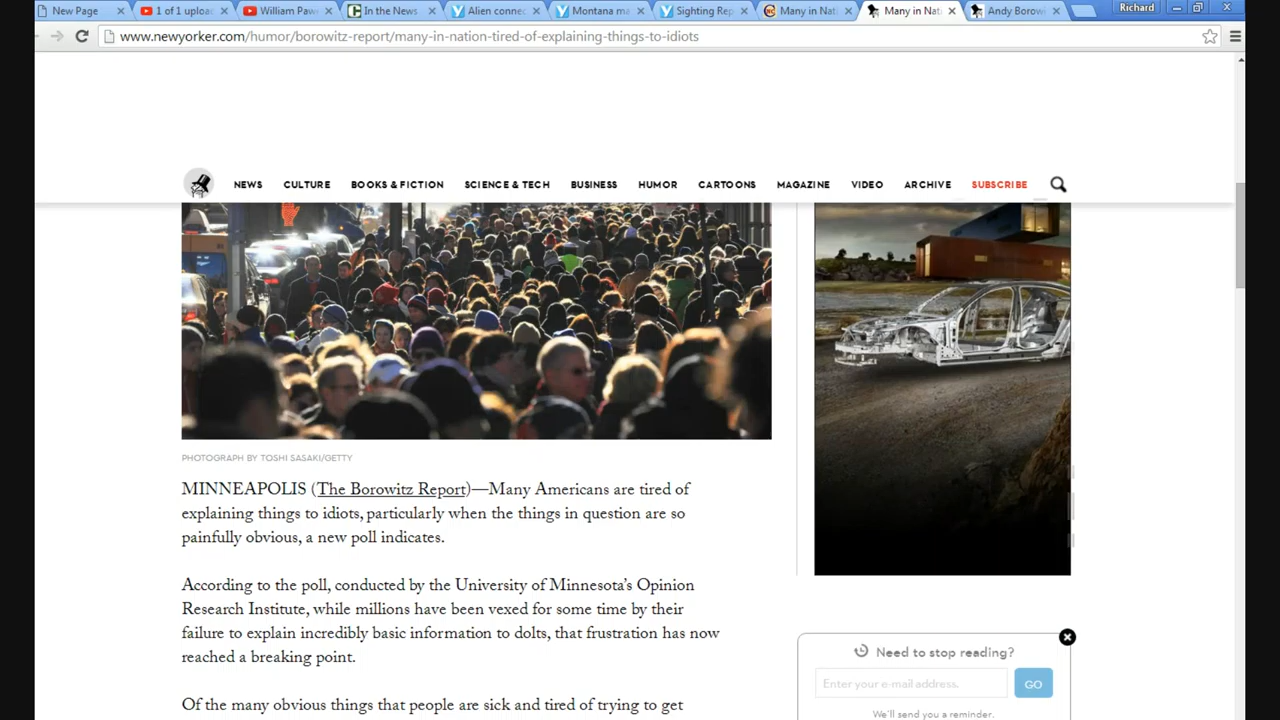 New Page
1 of 1 uploa
William Paw
In the News
Alien connec
Montana ma
Sighting Rep
Many in Nati
Many in Nati
Andy Borowi
Richard
www.newyorker.com/humor/borowitz-report/many-in-nation-tired-of-explaining-things-to-idiots
NEWS CULTURE BOOKS & FICTION SCIENCE & TECH BUSINESS HUMOR CARTOONS MAGAZINE VIDEO ARCHIVE SUBSCRIBE
PHOTOGRAPH BY TOSHI SASAKI/GETTY
MINNEAPOLIS (The Borowitz Report)—Many Americans are tired of
explaining things to idiots, particularly when the things in question are so
painfully obvious, a new poll indicates.
According to the poll, conducted by the University of Minnesota's Opinion
Research Institute, while millions have been vexed for some time by their
failure to explain incredibly basic information to dolts, that frustration has now
reached a breaking point.
Of the many obvious things that people are sick and tired of trying to get
Need to stop reading?
Enter your e-mail address.
GO
We'll send you a reminder.